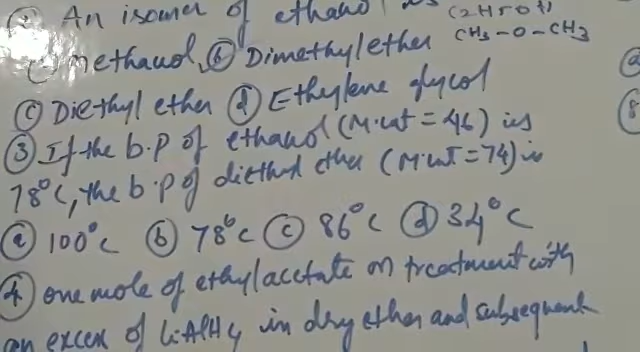 ② An isomer of ethanol is (C2H5OH)
ⓐ Methanol, ⓑ Dimethylether CH3-O-CH3
ⓒ Diethyl ether ⓓ Ethylene glycol
③ If the b.p of ethanol (M.wt = 46) is
78°C, the b.p of diethyl ether (M.wt = 74) is
ⓐ 100°C ⓑ 78°C ⓒ 86°C ⓓ 34°C
④ one mole of ethylacetate on treatment with
an excess of LiAlH4 in dry ether and subsequent